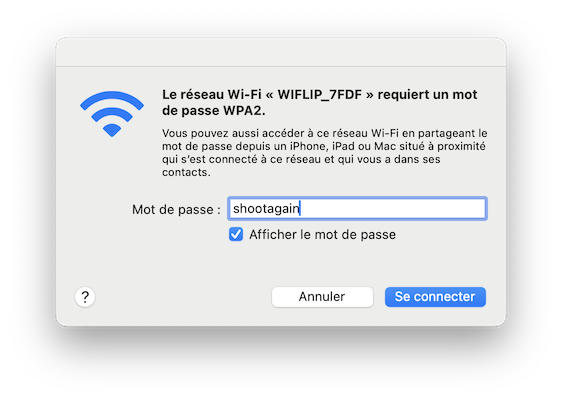 Le réseau Wi-Fi « WIFLIP_7FDF » requiert un mot
de passe WPA2.
Vous pouvez aussi accéder à ce réseau Wi-Fi en partageant le
mot de passe depuis un iPhone, iPad ou Mac situé à proximité
qui s'est connecté à ce réseau et qui vous a dans ses
contacts.
Mot de passe : shootagain
Afficher le mot de passe
? Annuler Se connecter